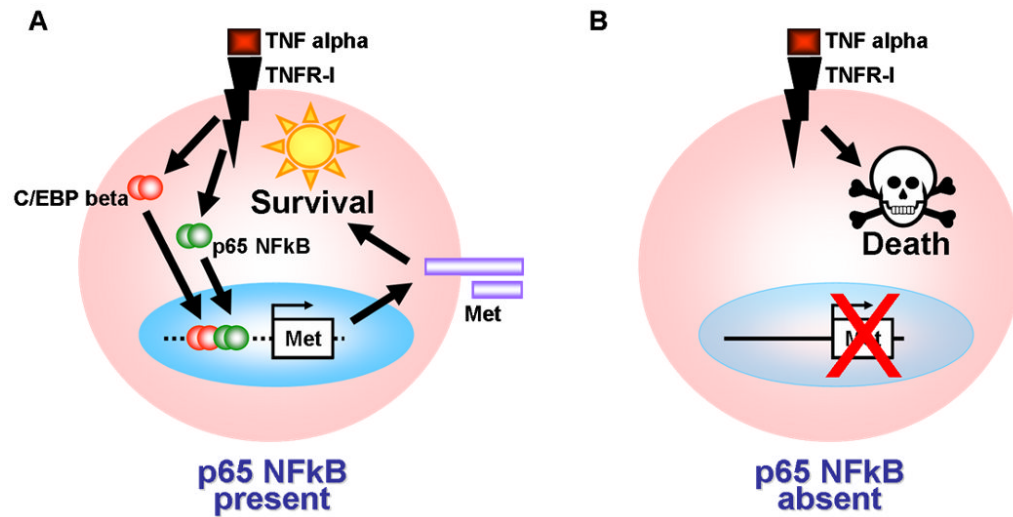 A
TNF alpha
TNFR-I
C/EBP beta
Survival
p65 NFkB
Met
Met
p65 NFkB
present
B
TNF alpha
TNFR-I
Death
Met
p65 NFkB
absent